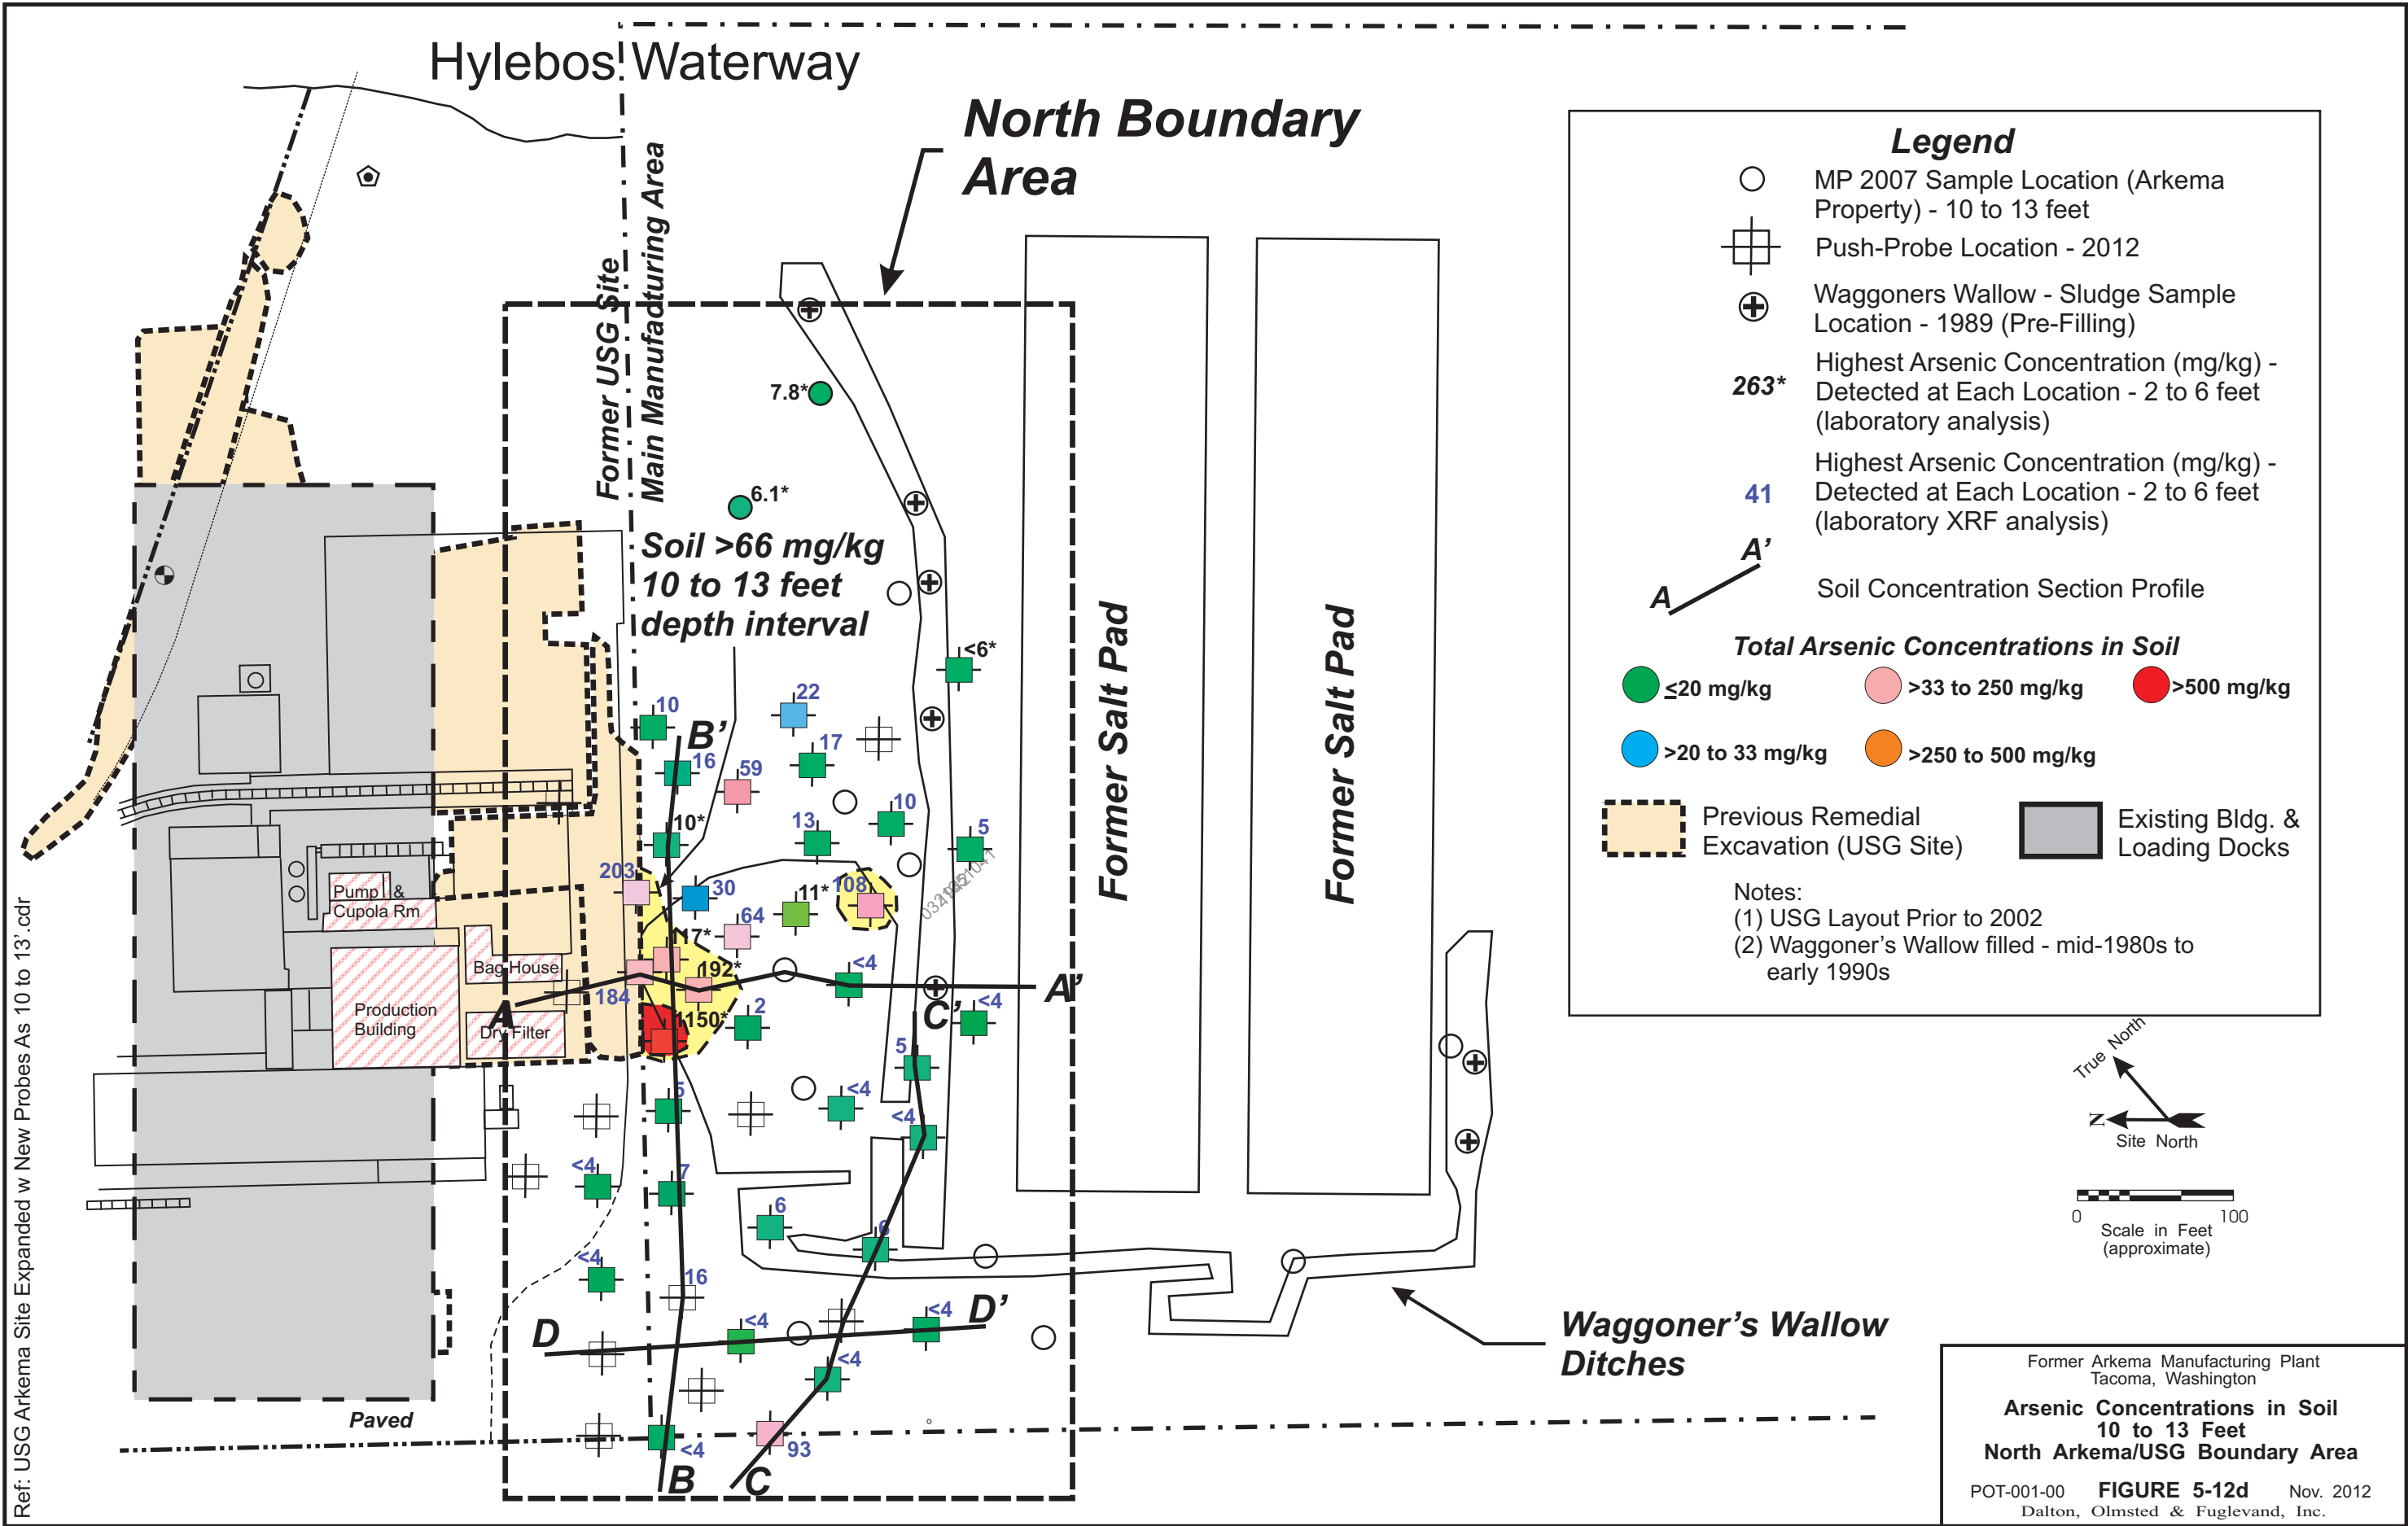 Hylebos Waterway
North Boundary
Area
Former USG Site
Main Manufacturing Area
7.8*
6.1*
Soil >66 mg/kg
10 to 13 feet
depth interval
<6*
22
10
B'
16
17
59
10
13
5
10*
203
30
11*
108
64
117*
192*
<4
A'
184
A
1150*
2
C'
<4
5
5
<4
<4
<4
7
6
6
<4
16
D
<4
<4
D'
<4
<4
93
B
C
Former Salt Pad
Former Salt Pad
Pump &
Cupola Rm
Bag House
Production
Building
Dry Filter
Paved
Waggoner's Wallow
Ditches
Legend
MP 2007 Sample Location (Arkema
Property) - 10 to 13 feet
Push-Probe Location - 2012
Waggoners Wallow - Sludge Sample
Location - 1989 (Pre-Filling)
263*
Highest Arsenic Concentration (mg/kg) -
Detected at Each Location - 2 to 6 feet
(laboratory analysis)
41
Highest Arsenic Concentration (mg/kg) -
Detected at Each Location - 2 to 6 feet
(laboratory XRF analysis)
A'
A
Soil Concentration Section Profile
Total Arsenic Concentrations in Soil
≤20 mg/kg
>33 to 250 mg/kg
>500 mg/kg
>20 to 33 mg/kg
>250 to 500 mg/kg
Previous Remedial
Excavation (USG Site)
Existing Bldg. &
Loading Docks
Notes:
(1) USG Layout Prior to 2002
(2) Waggoner's Wallow filled - mid-1980s to
early 1990s
True North
N
Site North
0 100
Scale in Feet
(approximate)
Former Arkema Manufacturing Plant
Tacoma, Washington
Arsenic Concentrations in Soil
10 to 13 Feet
North Arkema/USG Boundary Area
POT-001-00 FIGURE 5-12d Nov. 2012
Dalton, Olmsted & Fuglevand, Inc.
Ref: USG Arkema Site Expanded w New Probes As 10 to 13'.cdr